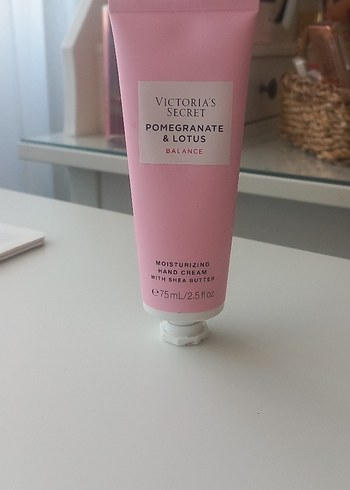 VICTORIA'S
SECRET
POMEGRANATE
& LOTUS
BALANCE
MOISTURIZING
HAND CREAM
WITH SHEA BUTTER
℮75mL/2.5 fl oz